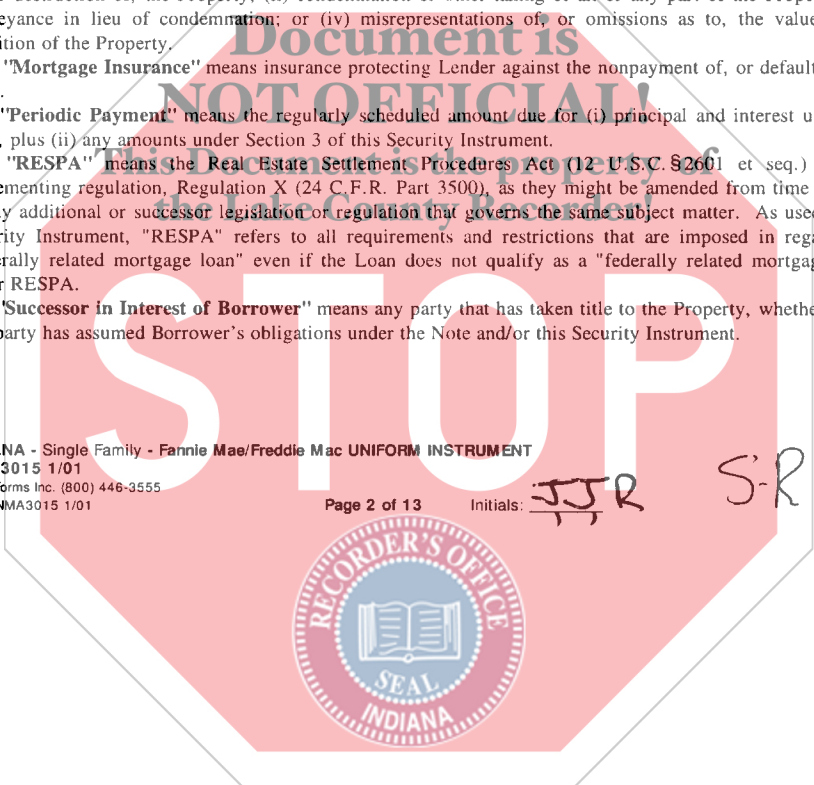 eyance in lieu of condemnation; or (iv) misrepresentations of, or omissions as to, the value
tion of the Property.
"Mortgage Insurance" means insurance protecting Lender against the nonpayment of, or default
"Periodic Payment" means the regularly scheduled amount due for (i) principal and interest u
, plus (ii) any amounts under Section 3 of this Security Instrument.
"RESPA" means the Real Estate Settlement Procedures Act (12 U.S.C. §2601 et seq.)
ementing regulation, Regulation X (24 C.F.R. Part 3500), as they might be amended from time
y additional or successor legislation or regulation that governs the same subject matter. As used
rity Instrument, "RESPA" refers to all requirements and restrictions that are imposed in rega
rally related mortgage loan" even if the Loan does not qualify as a "federally related mortgag
r RESPA.
"Successor in Interest of Borrower" means any party that has taken title to the Property, whethe
party has assumed Borrower's obligations under the Note and/or this Security Instrument.
Document is
NOT OFFICIAL!
This Document is the property of
the Lake County Recorder!
STOP
NA - Single Family - Fannie Mae/Freddie Mac UNIFORM INSTRUMENT
3015 1/01
orms Inc. (800) 446-3555
MA3015 1/01
Page 2 of 13
Initials: JJR S-R
RECORDER'S OFFICE
SEAL
INDIANA